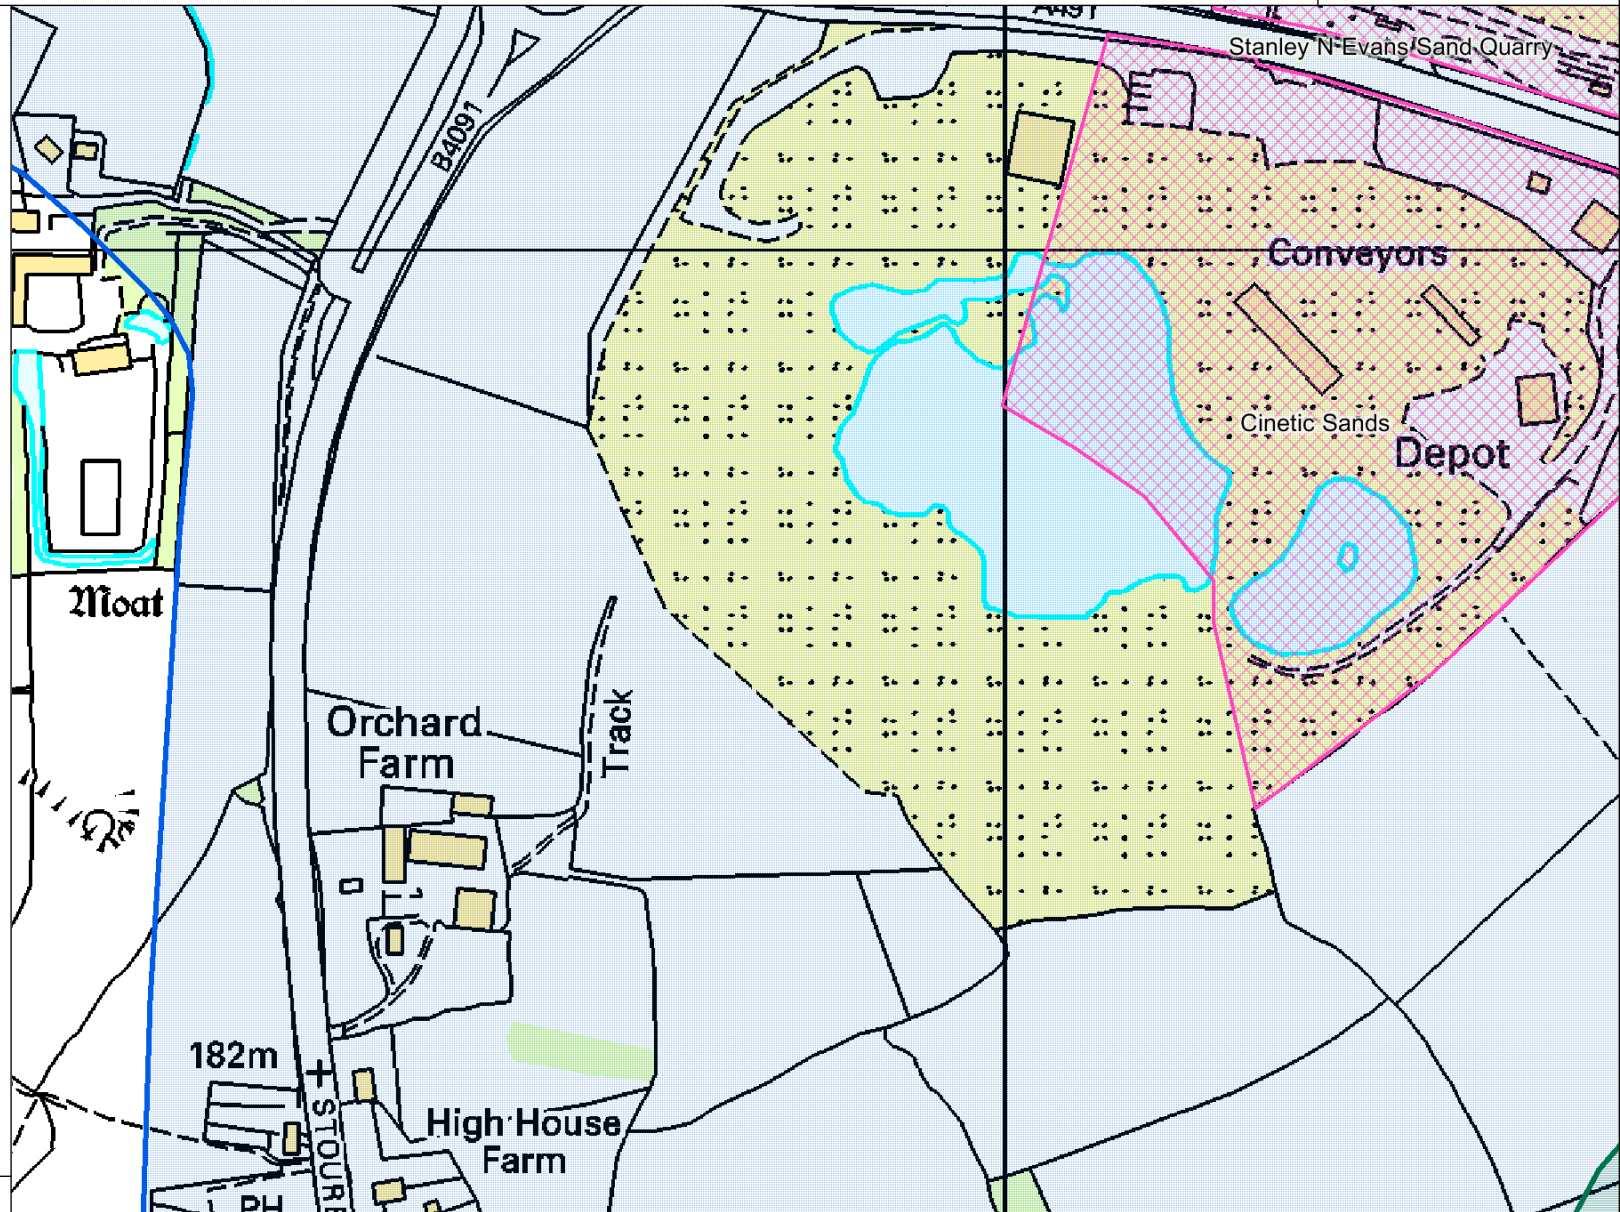 A491
Stanley N Evans Sand Quarry
B4091
Conveyors
Cinetic Sands
Depot
Moat
Orchard
Farm
Track
182m
High House
Farm
STOUR
PH